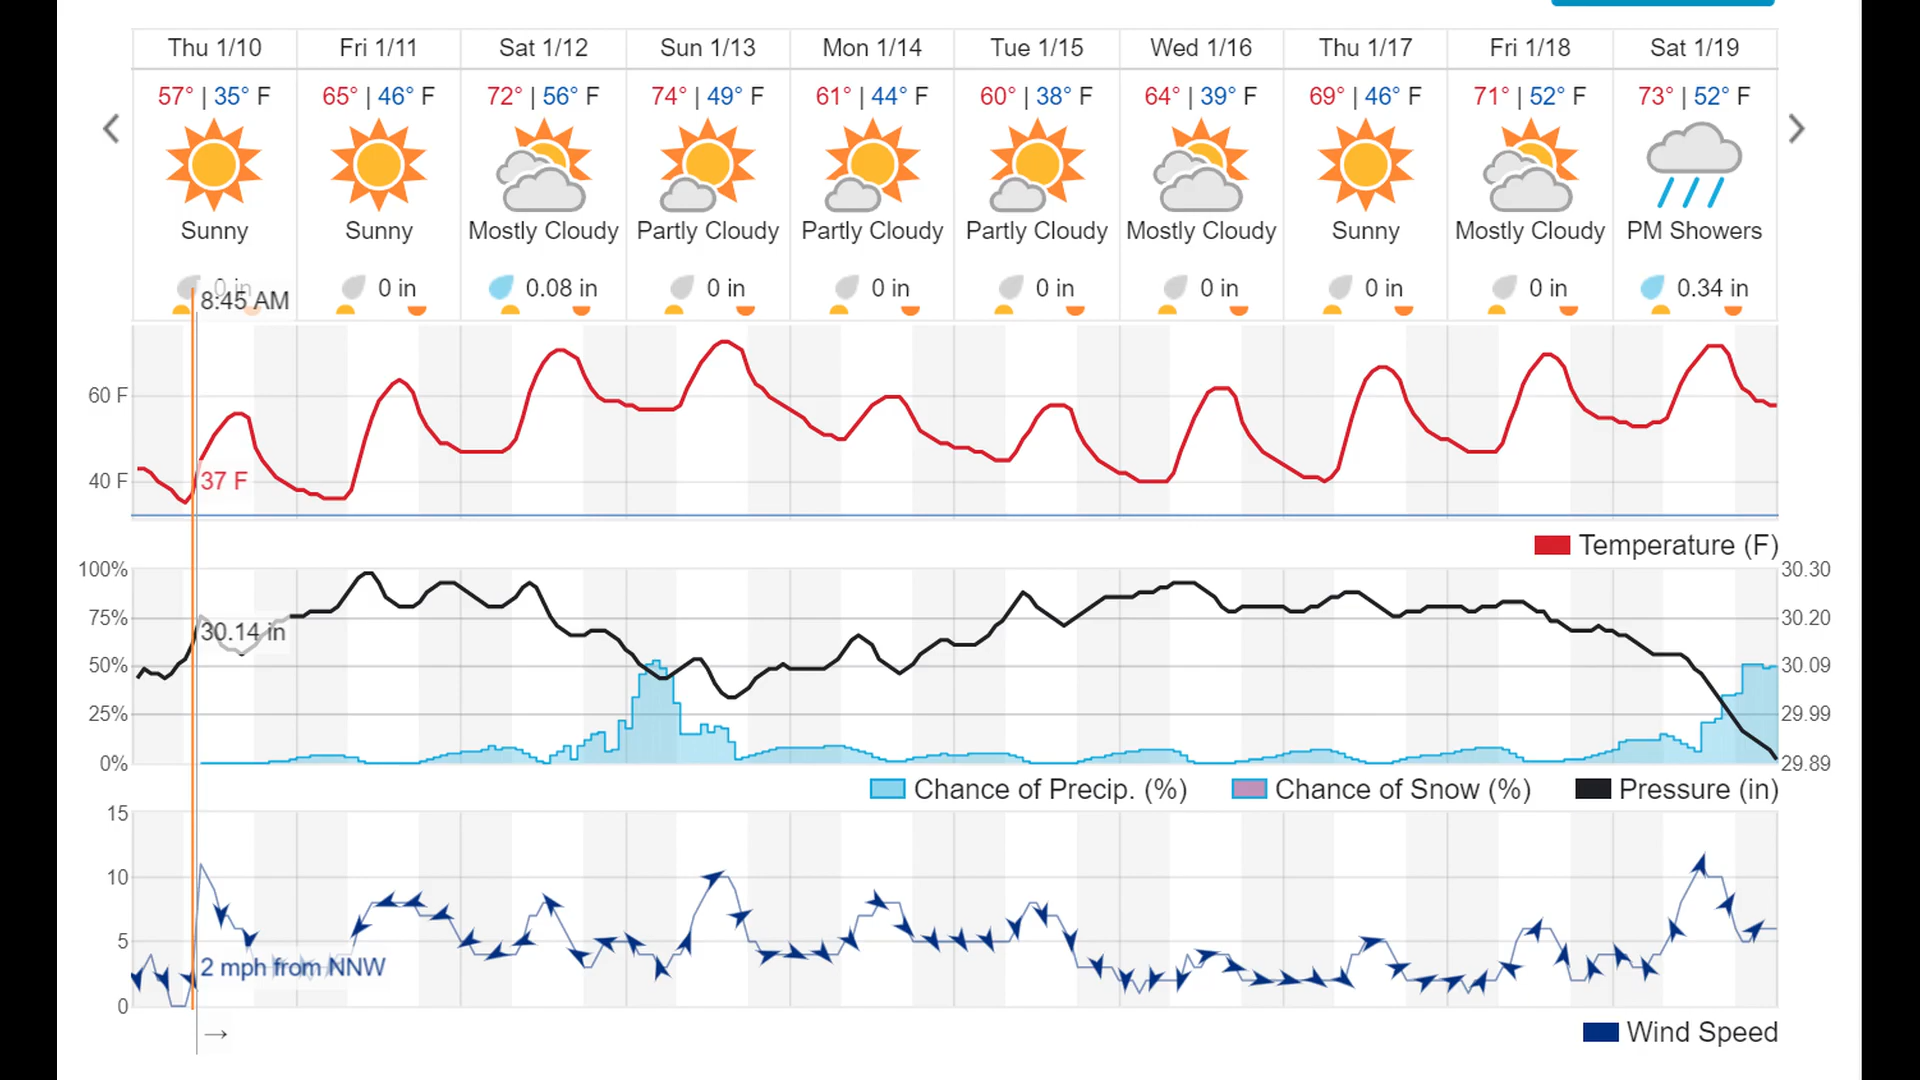 Thu 1/10 Fri 1/11 Sat 1/12 Sun 1/13 Mon 1/14 Tue 1/15 Wed 1/16 Thu 1/17 Fri 1/18 Sat 1/19
57° | 35° F 65° | 46° F 72° | 56° F 74° | 49° F 61° | 44° F 60° | 38° F 64° | 39° F 69° | 46° F 71° | 52° F 73° | 52° F
Sunny Sunny Mostly Cloudy Partly Cloudy Partly Cloudy Partly Cloudy Mostly Cloudy Sunny Mostly Cloudy PM Showers
0 in 0 in 0.08 in 0 in 0 in 0 in 0 in 0 in 0 in 0.34 in
8:45 AM
60 F
40 F
37 F
Temperature (F)
100% 30.30
75% 30.20
30.14 in
50% 30.09
25% 29.99
0% 29.89
Chance of Precip. (%) Chance of Snow (%) Pressure (in)
15
10
5
2 mph from NNW
0
→
Wind Speed